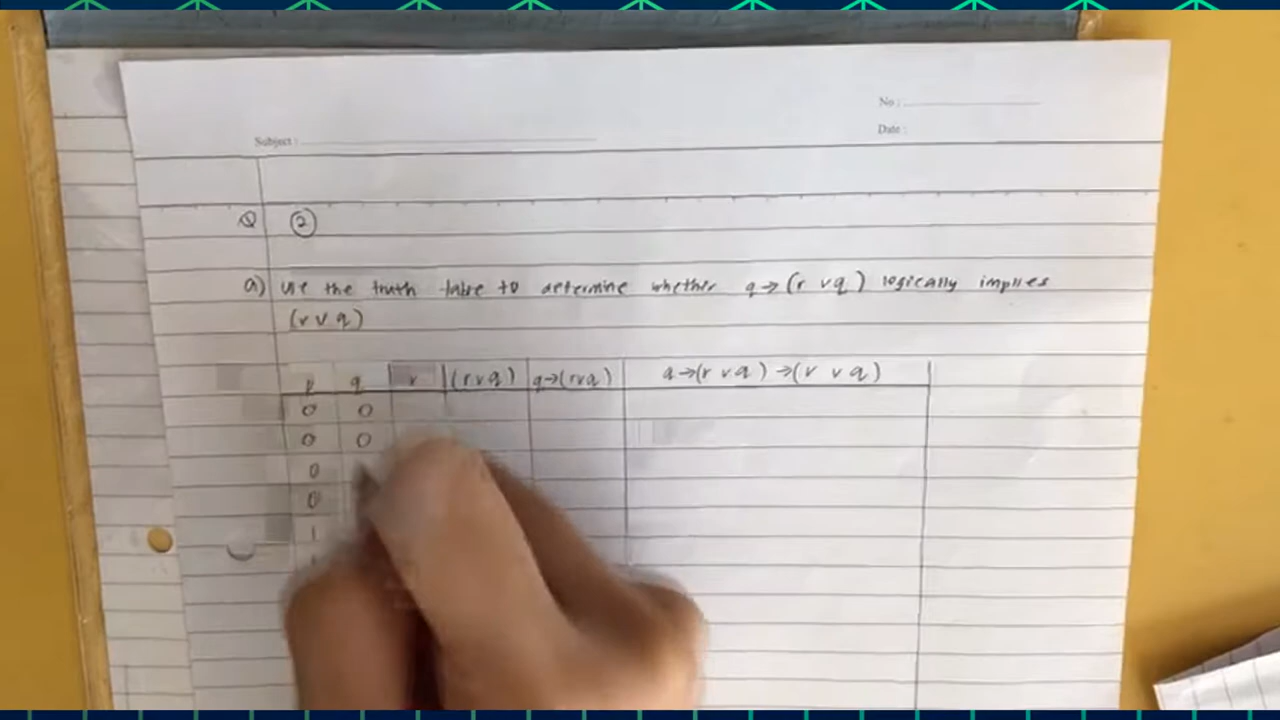 No :
Date :
Subject :
Q ②
a) use the truth table to determine whether q→(r ∨q) logically implies
(r ∨ q)
p q r (r∨q) q→(r∨q) q→(r ∨ q) →(r ∨ q)
0 0
0 0
0
0
1